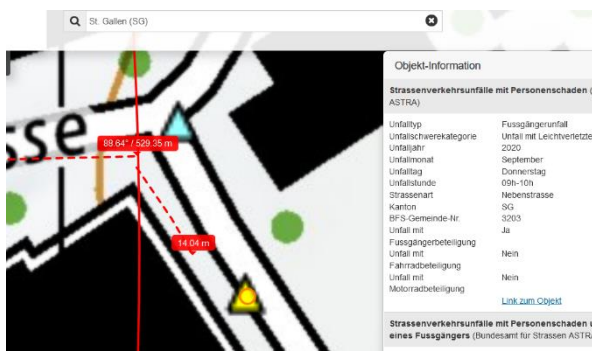 St. Gallen (SG)
sse
88.64° / 529.35 m
14.04 m
Objekt-Information
Strassenverkehrsunfälle mit Personenschaden (
ASTRA)
Unfalltyp Fussgängerunfall
Unfallschwerekategorie Unfall mit Leichtverletzte
Unfalljahr 2020
Unfallmonat September
Unfalltag Donnerstag
Unfallstunde 09h-10h
Strassenart Nebenstrasse
Kanton SG
BFS-Gemeinde-Nr. 3203
Unfall mit Ja
Fussgängerbeteiligung
Unfall mit Nein
Fahrradbeteiligung
Unfall mit Nein
Motorradbeteiligung
Link zum Objekt
Strassenverkehrsunfälle mit Personenschaden u
eines Fussgängers (Bundesamt für Strassen ASTRA